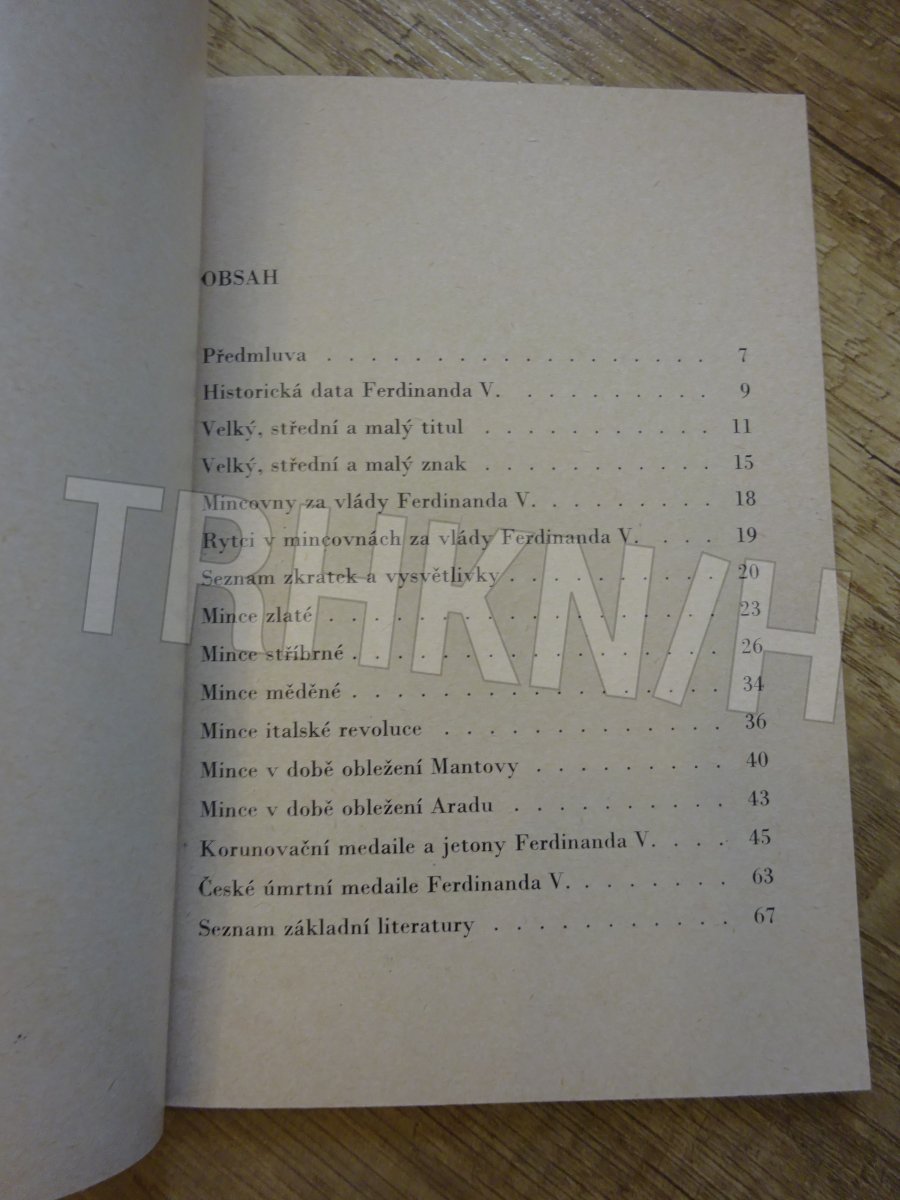 OBSAH
Předmluva . . . . . . . . . . . . . . . . . . 7
Historická data Ferdinanda V. . . . . . . . . . 9
Velký, střední a malý titul . . . . . . . . . . . 11
Velký, střední a malý znak . . . . . . . . . . . 15
Mincovny za vlády Ferdinanda V. . . . . . . . . 18
Rytci v mincovnách za vlády Ferdinanda V. . . . 19
Seznam zkratek a vysvětlivky . . . . . . . . . . 20
Mince zlaté . . . . . . . . . . . . . . . . . . 23
Mince stříbrné . . . . . . . . . . . . . . . . . 26
Mince měděné . . . . . . . . . . . . . . . . . 34
Mince italské revoluce . . . . . . . . . . . . . 36
Mince v době obležení Mantovy . . . . . . . . . 40
Mince v době obležení Aradu . . . . . . . . . . 43
Korunovační medaile a jetony Ferdinanda V. . . . 45
České úmrtní medaile Ferdinanda V. . . . . . . 63
Seznam základní literatury . . . . . . . . . . . 67
TRHKNIH